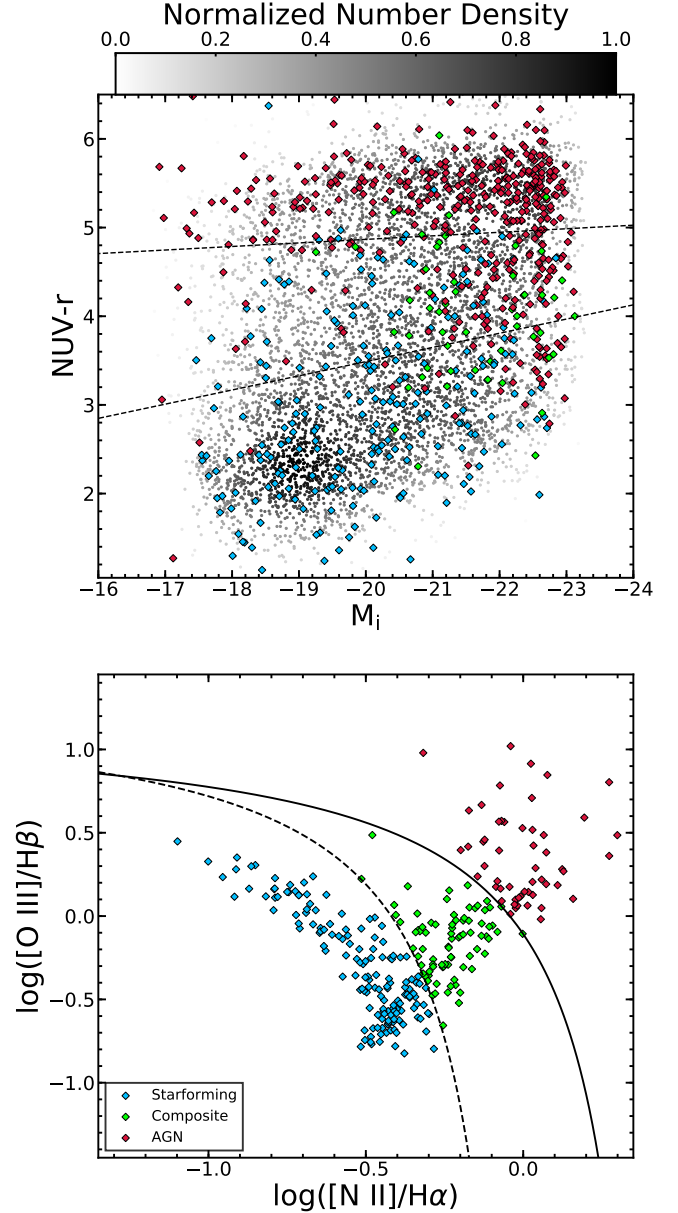 Normalized Number Density
0.0 0.2 0.4 0.6 0.8 1.0
6
5
4
3
2
NUV-r
−16 −17 −18 −19 −20 −21 −22 −23 −24
M_i
1.0
0.5
0.0
−0.5
−1.0
log([O III]/Hβ)
Starforming
Composite
AGN
−1.0 −0.5 0.0
log([N II]/Hα)